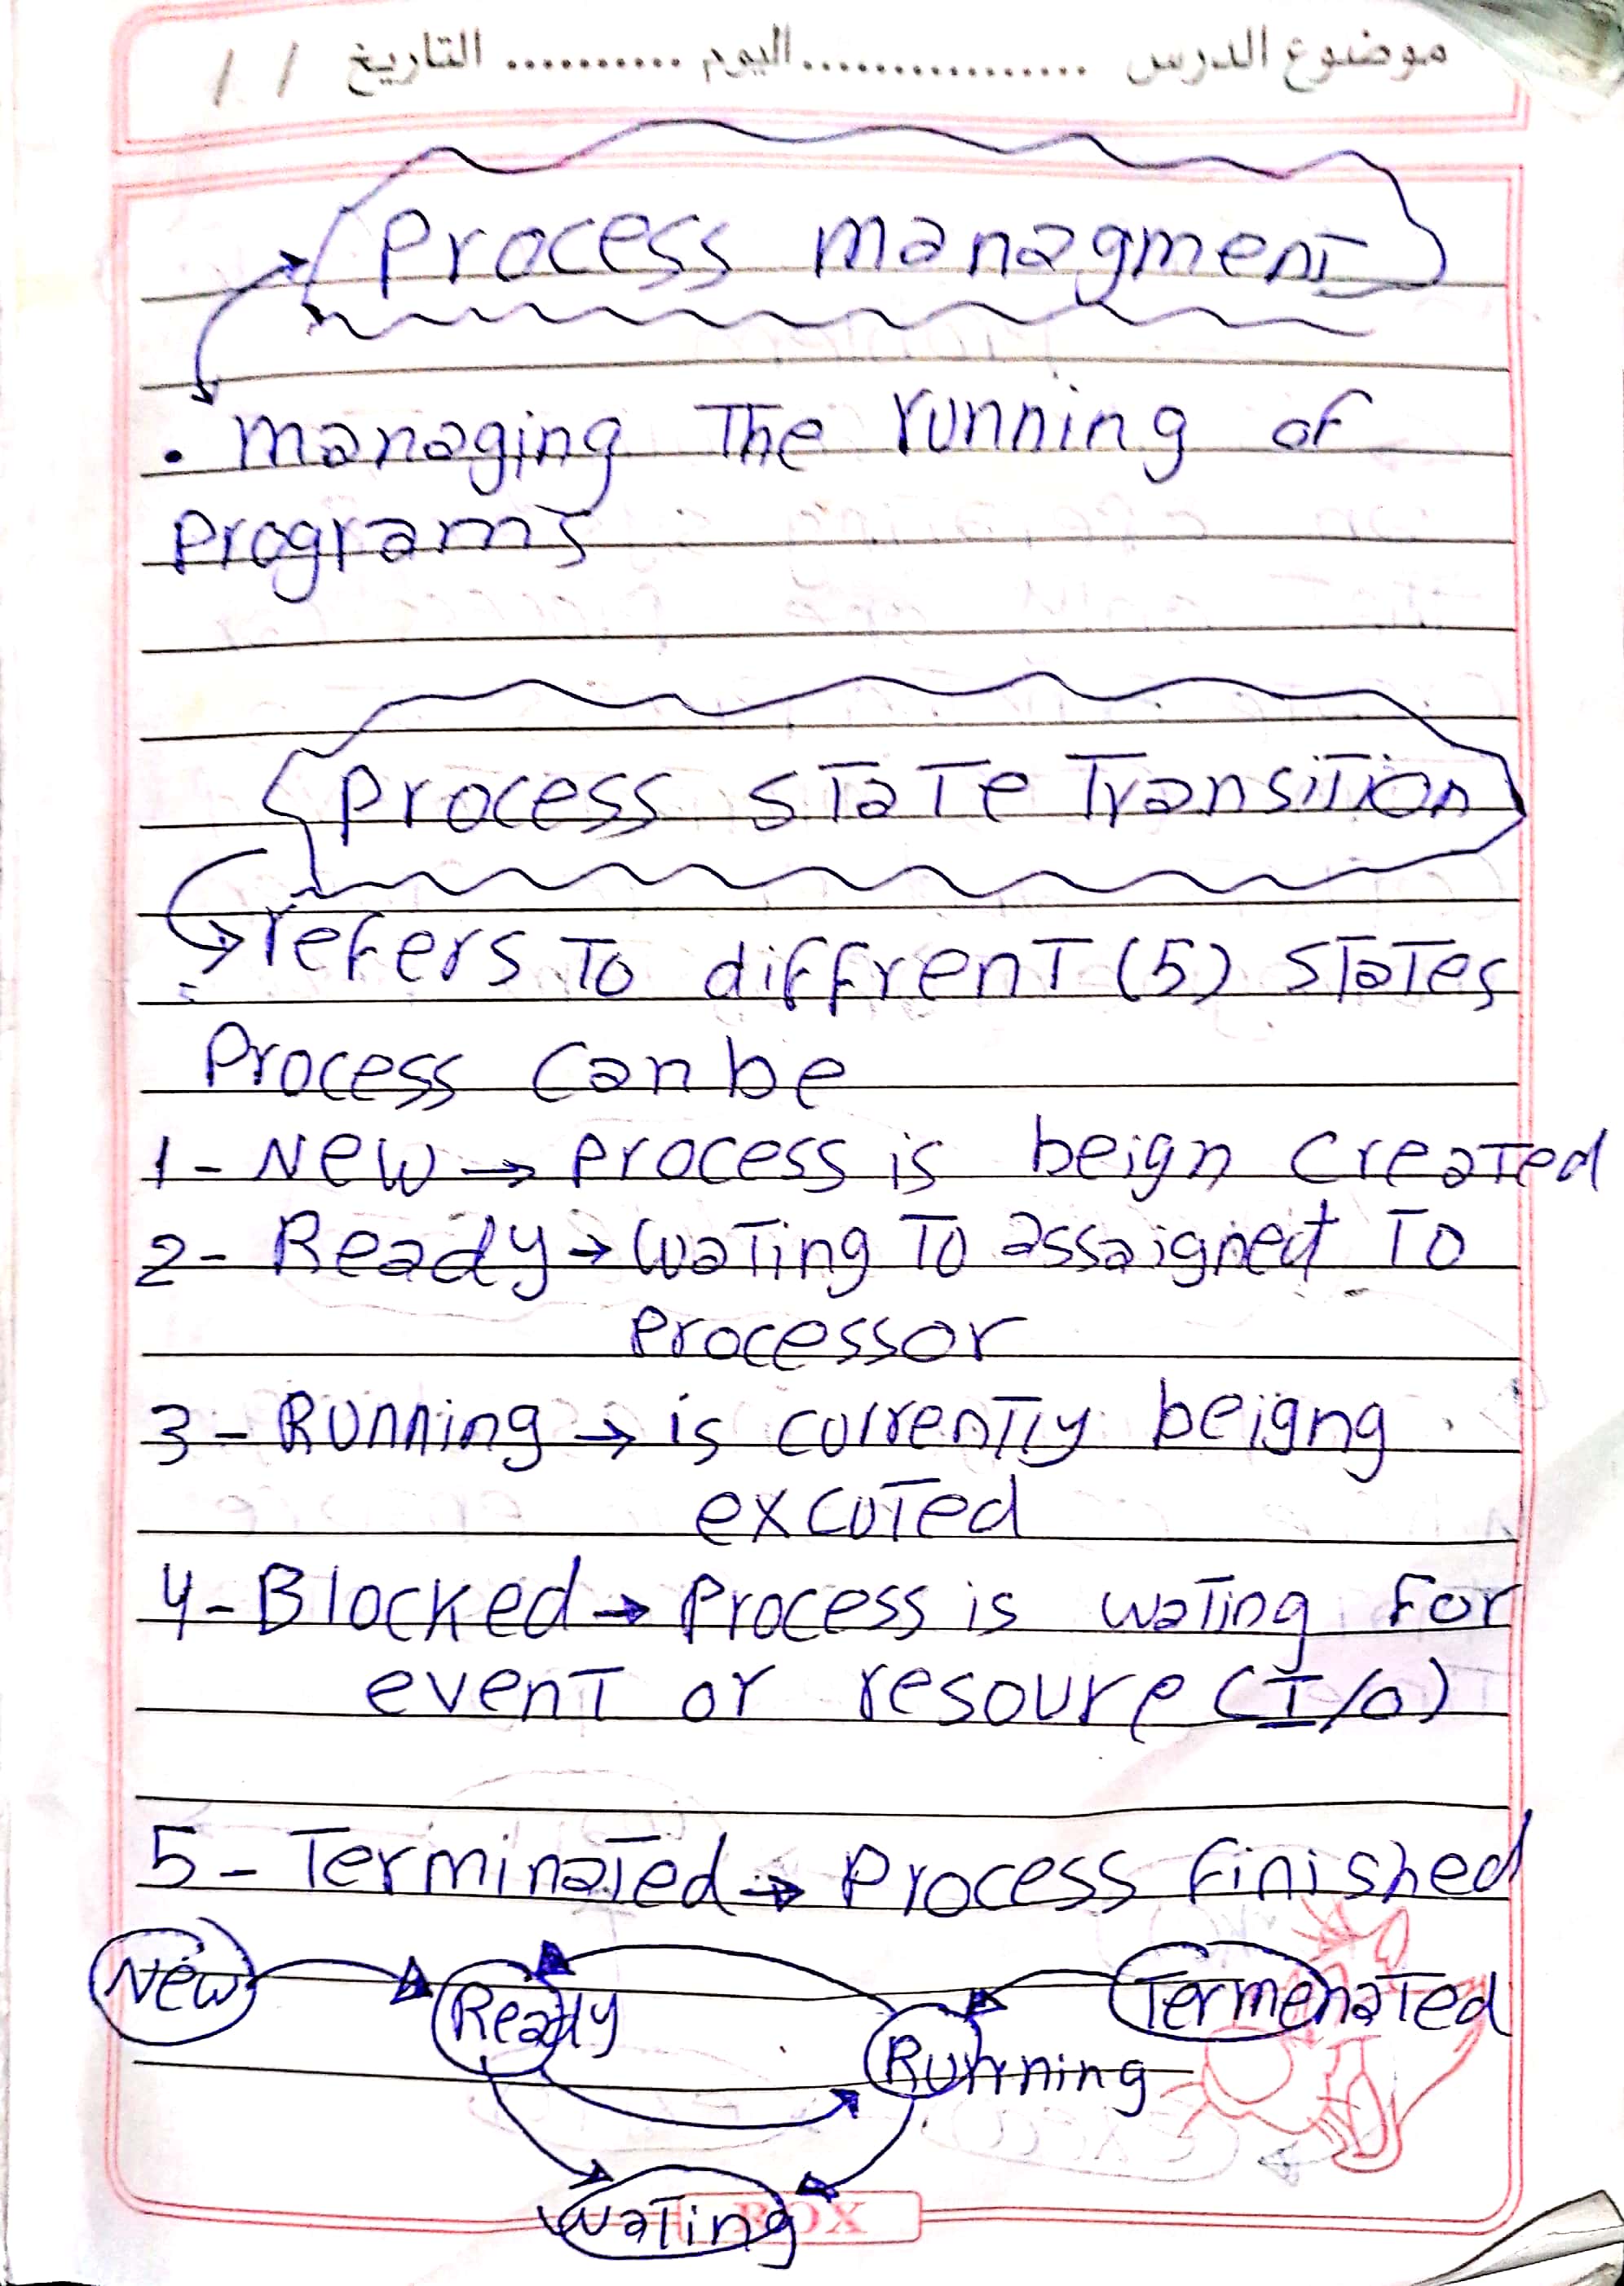 موضوع الدرس ................ اليوم .......... التاريخ / /
Process managment
• managing The running of
Programs
Process sTaTe TransiTion
refers To diffrenT (5) sTaTes
Process Can be
1 - New → Process is beign CreaTed
2 - Ready → WaTing To assaigned To
Processor
3 - Running → is currenTly beigng
excuTed
4 - Blocked → Process is waTing For
evenT or resoure (I/O)
5 - TerminaTed → Process finished
New
Ready
TermenaTed
Running
WaTing
BOX